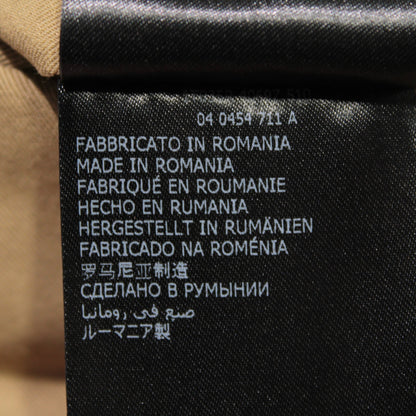 04 0454 711 A
FABBRICATO IN ROMANIA
MADE IN ROMANIA
FABRIQUÉ EN ROUMANIE
HECHO EN RUMANIA
HERGESTELLT IN RUMÄNIEN
FABRICADO NA ROMÉNIA
罗马尼亚制造
СДЕЛАНО В РУМЫНИИ
صنع في رومانيا
ルーマニア製